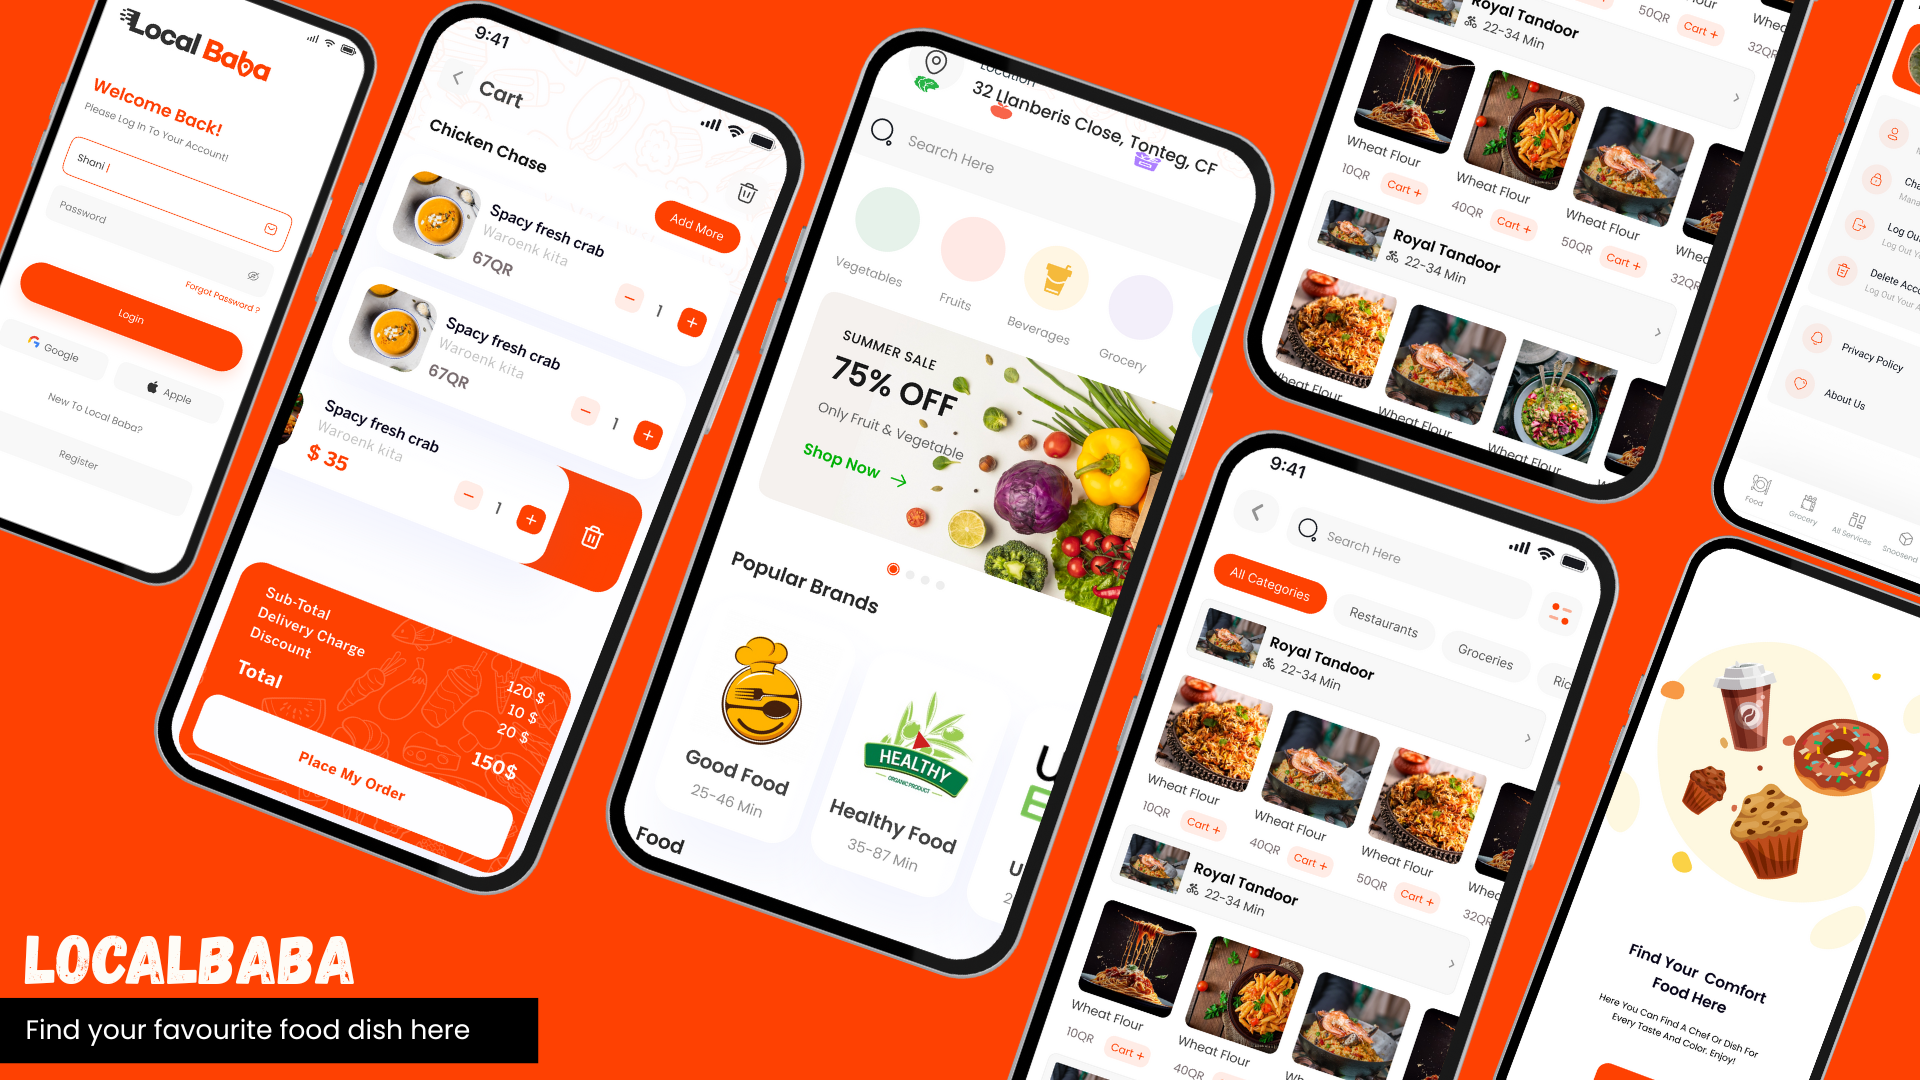 Local Baba
Welcome Back!
Please Log In To Your Account!
Shani |
Password
Forgot Password ?
Login
Google
Apple
New To Local Baba?
Register
9:41
Cart
Chicken Chase
Add More
Spacy fresh crab
Waroenk kita
67QR
1
Spacy fresh crab
Waroenk kita
67QR
1
Spacy fresh crab
Waroenk kita
$ 35
1
Sub-Total
120 $
Delivery Charge
10 $
Discount
20 $
Total
150$
Place My Order
Location
32 Llanberis Close, Tonteg, CF
Search Here
Vegetables
Fruits
Beverages
Grocery
SUMMER SALE
75% OFF
Only Fruit & Vegetable
Shop Now
Popular Brands
HEALTHY
ORGANIC PRODUCT
Good Food
25-46 Min
Healthy Food
35-87 Min
Food
50QR
Cart +
32QR
Royal Tandoor
22-34 Min
Wheat Flour
10QR
Cart +
Wheat Flour
40QR
Cart +
Wheat Flour
50QR
Cart +
32QR
Royal Tandoor
22-34 Min
Wheat Flour
Wheat Flour
Wheat Flour
9:41
Search Here
All Categories
Restaurants
Groceries
Ric
Royal Tandoor
22-34 Min
Wheat Flour
10QR
Cart +
Wheat Flour
40QR
Cart +
Wheat Flour
50QR
Cart +
32QR
Royal Tandoor
22-34 Min
Wheat Flour
10QR
Cart +
Wheat Flour
40QR
Log Out
Delete Acco
Log Out Your A
Privacy Policy
About Us
Food
Grocery
All Services
Snoosend
Find Your Comfort
Food Here
Here You Can Find A Chef Or Dish For
Every Taste And Color. Enjoy!
LOCALBABA
Find your favourite food dish here